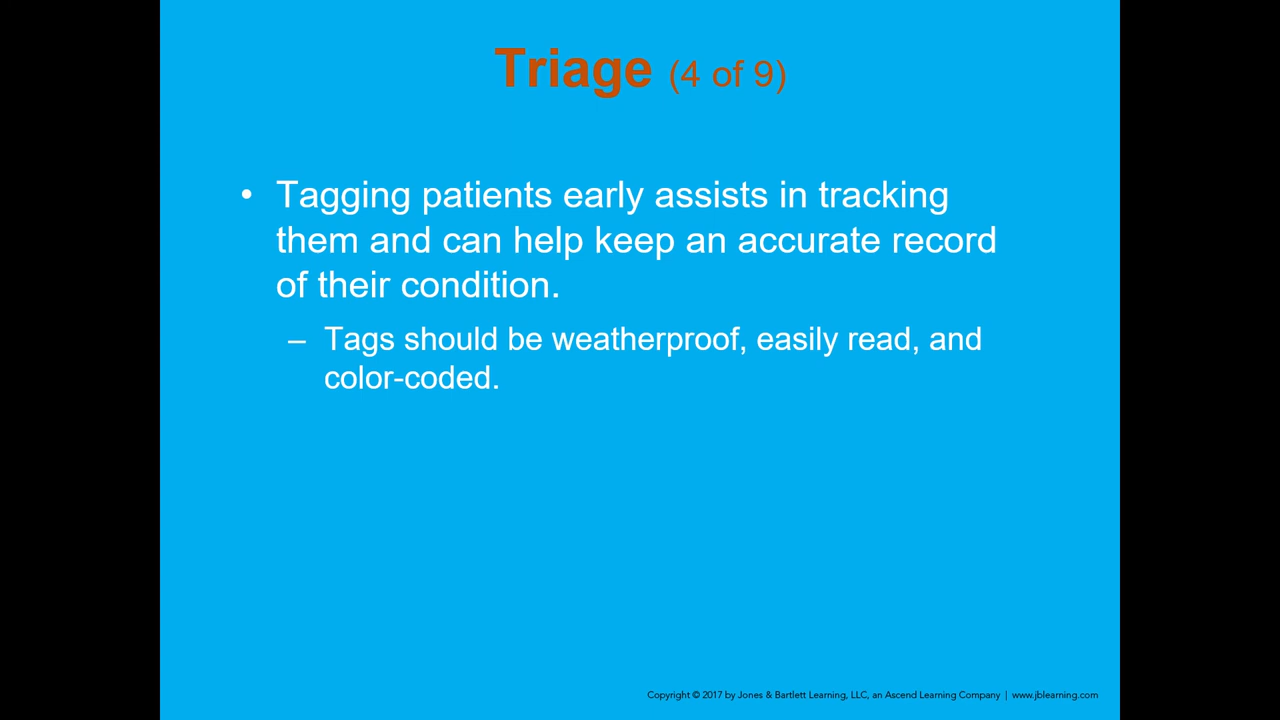 Triage (4 of 9)
• Tagging patients early assists in tracking
them and can help keep an accurate record
of their condition.
– Tags should be weatherproof, easily read, and
color-coded.
Copyright © 2017 by Jones & Bartlett Learning, LLC, an Ascend Learning Company | www.jblearning.com